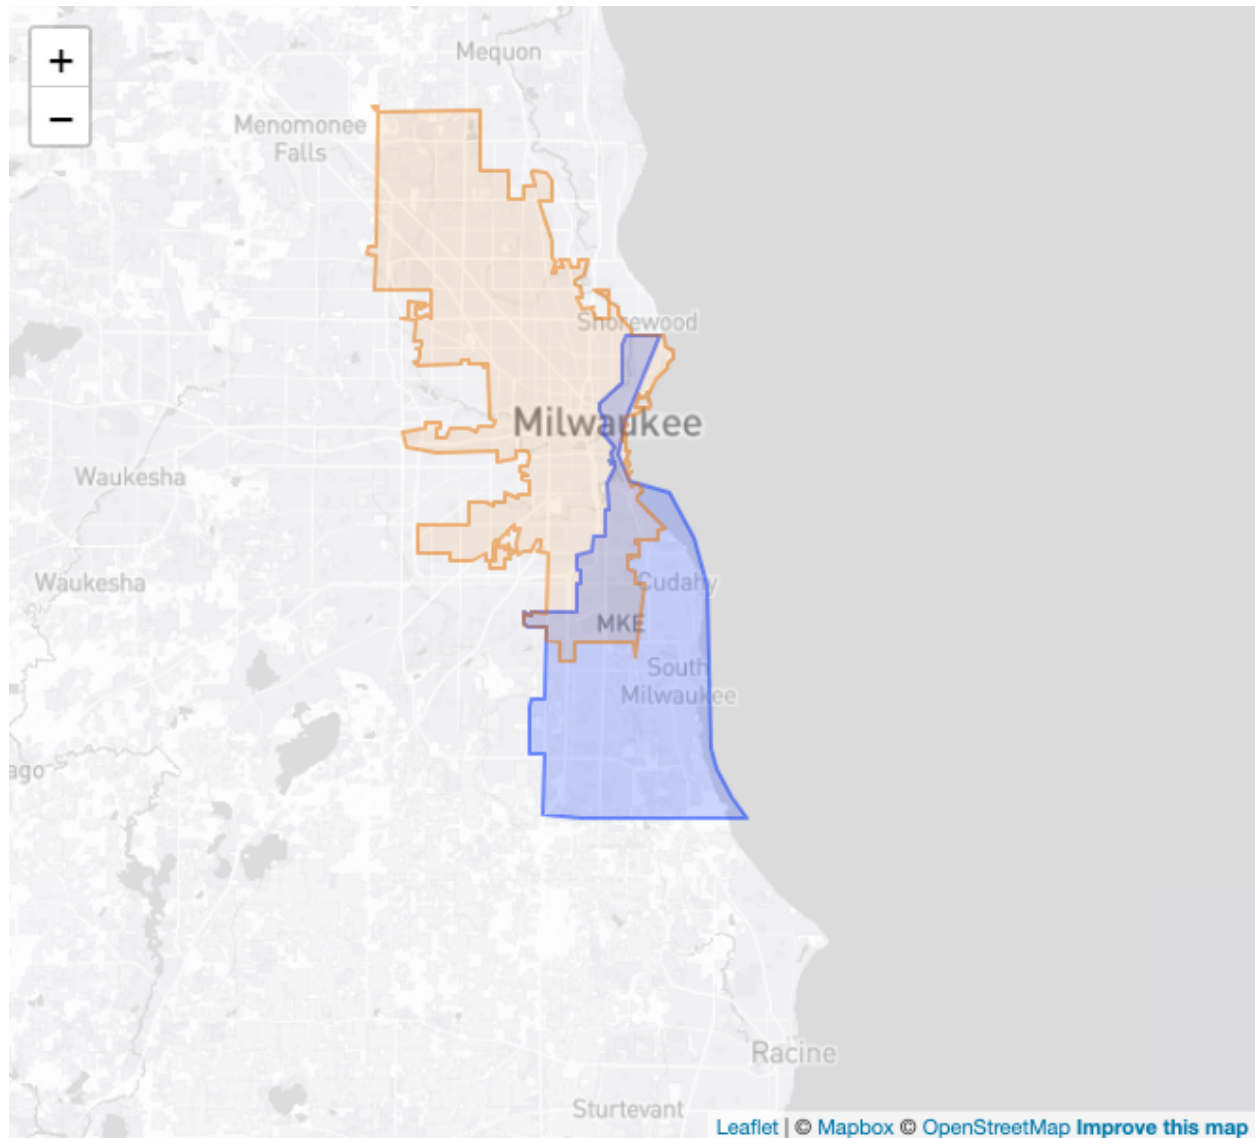 +
−
Mequon
Menomonee
Falls
Shorewood
Milwaukee
Waukesha
Waukesha
Cudahy
MKE
South
Milwaukee
ago
Racine
Sturtevant
Leaflet | © Mapbox © OpenStreetMap Improve this map